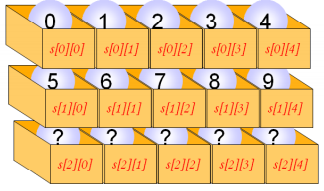 0 1 2 3 4
s[0][0] s[0][1] s[0][2] s[0][3] s[0][4]
5 6 7 8 9
s[1][0] s[1][1] s[1][2] s[1][3] s[1][4]
? ? ? ? ?
s[2][0] s[2][1] s[2][2] s[2][3] s[2][4]